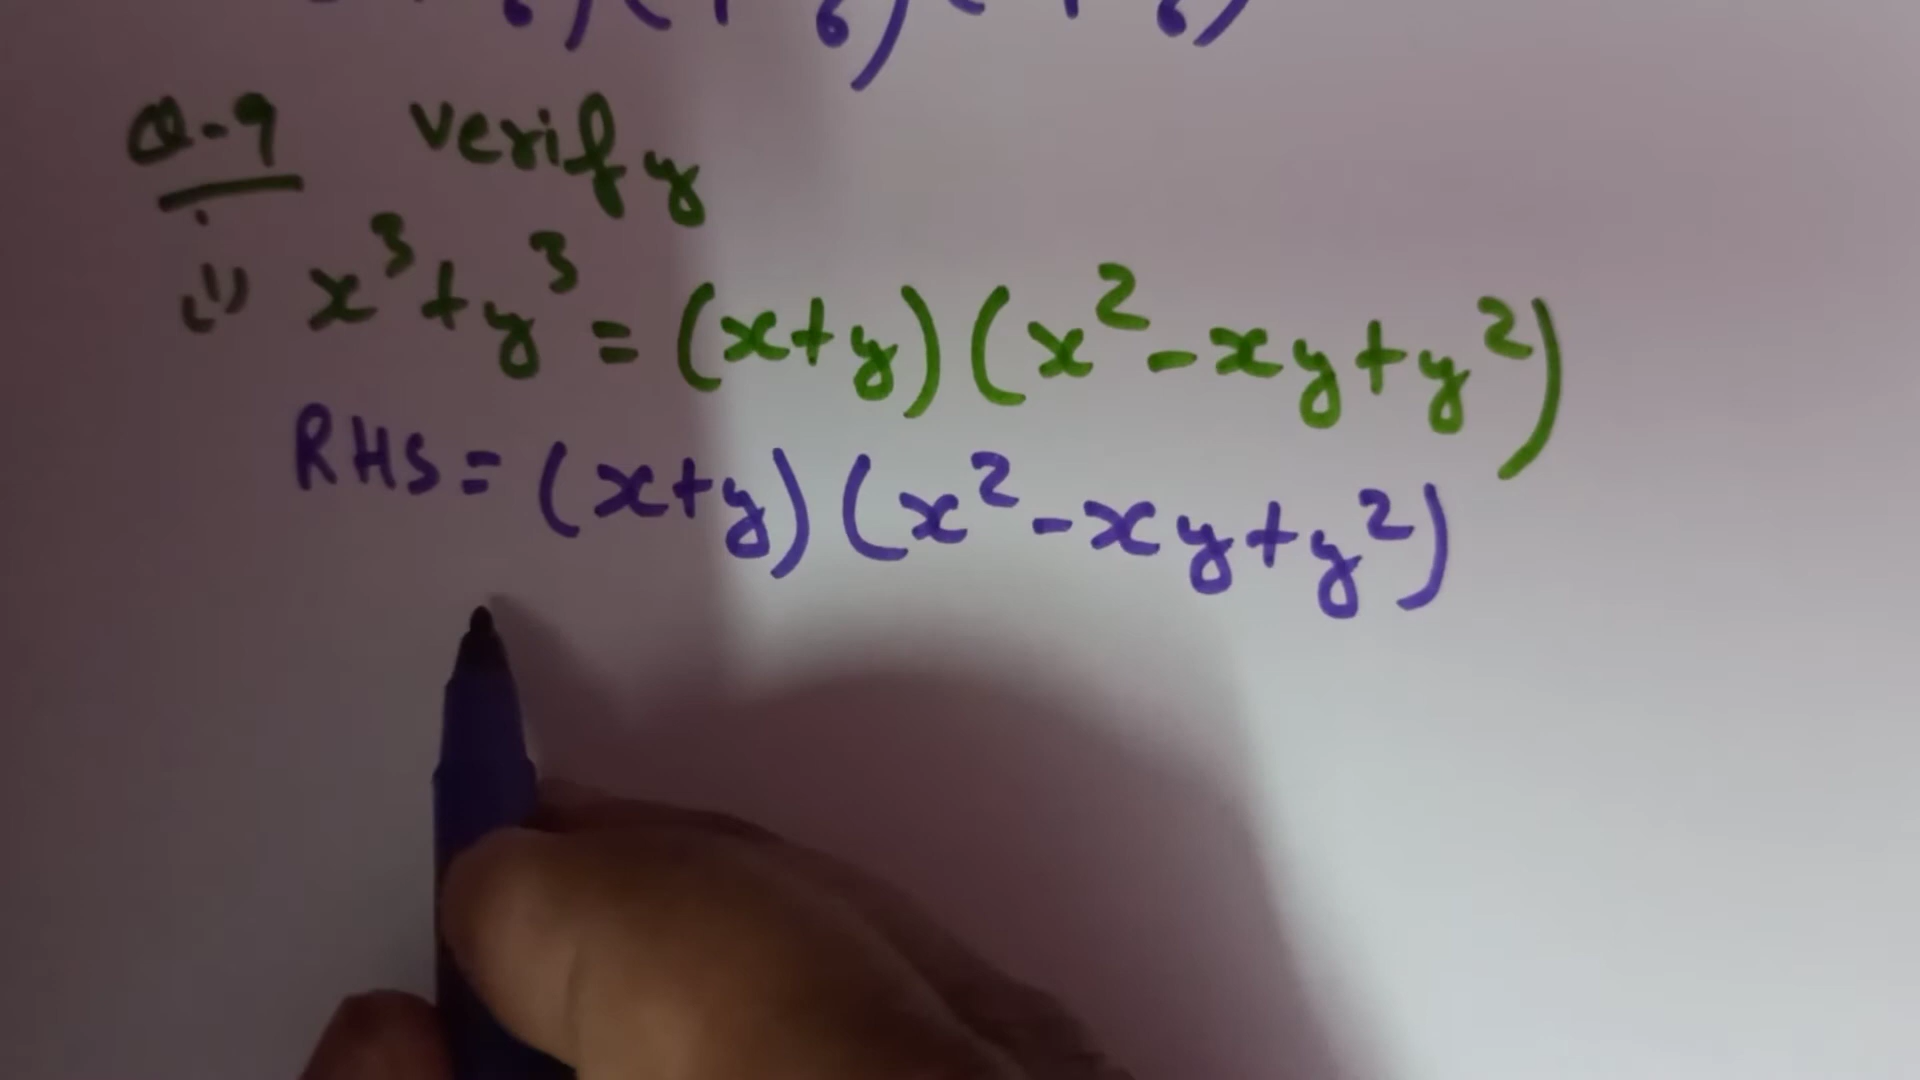 Q-9 verify
(i) x³+y³ = (x+y)(x²-xy+y²)
RHS = (x+y)(x²-xy+y²)